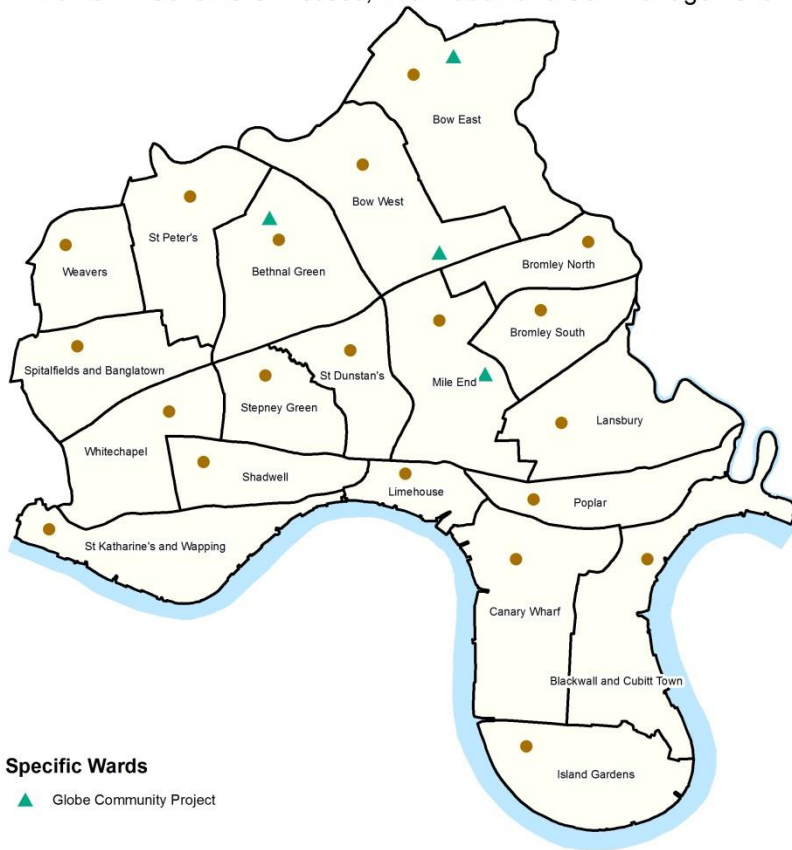 Bow East
Bow West
St Peter's
Bromley North
Weavers
Bethnal Green
Bromley South
Spitalfields and Banglatown
St Dunstan's
Mile End
Stepney Green
Lansbury
Whitechapel
Shadwell
Limehouse
Poplar
St Katharine's and Wapping
Canary Wharf
Blackwall and Cubitt Town
Island Gardens
Specific Wards
Globe Community Project